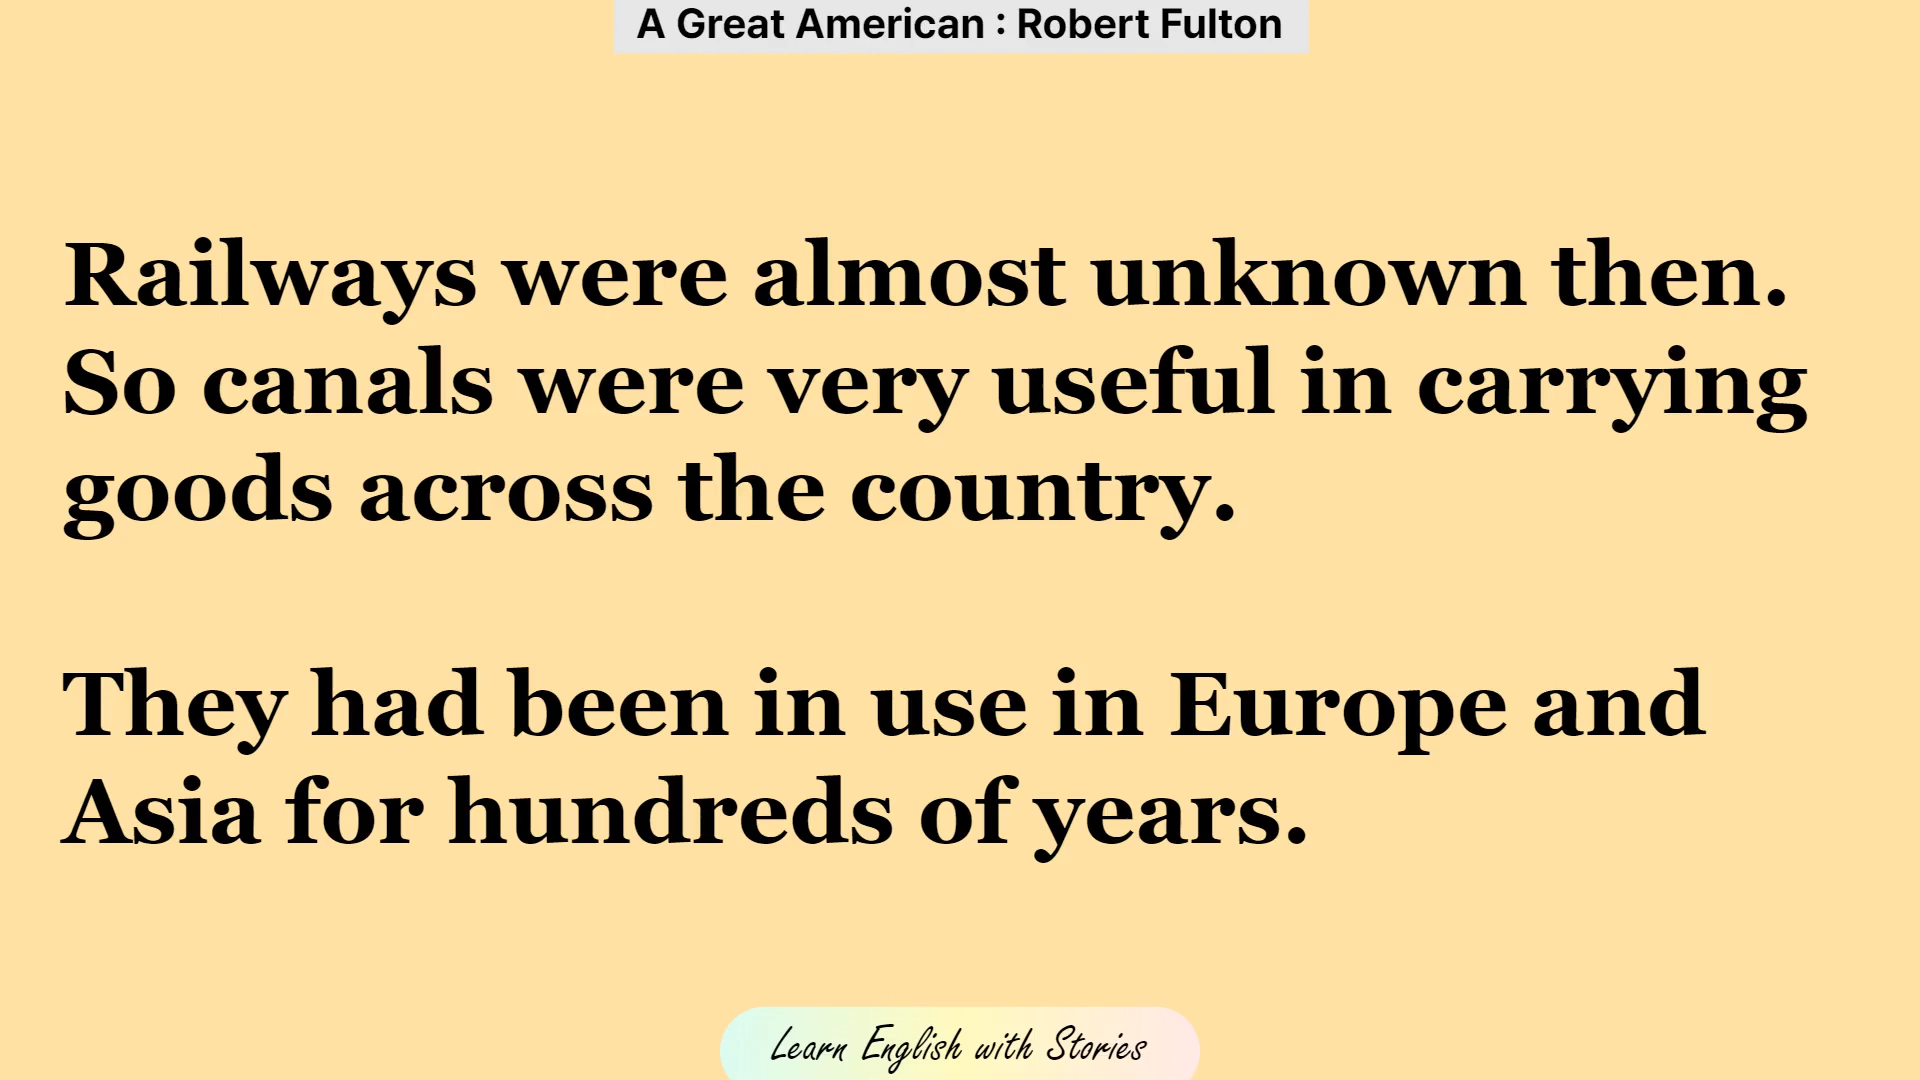 A Great American : Robert Fulton
Railways were almost unknown then.
So canals were very useful in carrying
goods across the country.
They had been in use in Europe and
Asia for hundreds of years.
Learn English with Stories